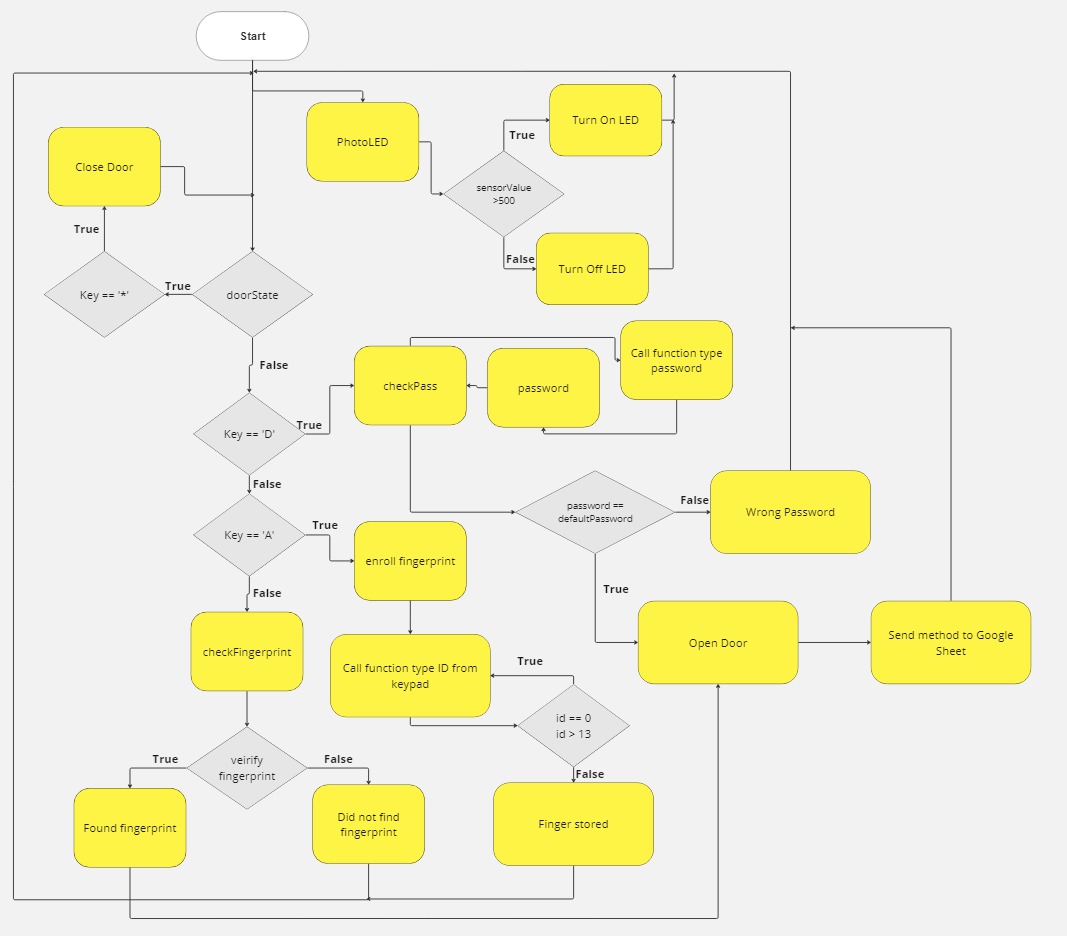 Start
PhotoLED
Turn On LED
True
sensorValue
>500
False
Turn Off LED
Close Door
True
Key == '*'
True
doorState
False
checkPass
password
Call function type
password
Key == 'D'
True
False
password ==
defaultPassword
False
Wrong Password
Key == 'A'
True
enroll fingerprint
False
True
checkFingerprint
Call function type ID from
keypad
True
Open Door
Send method to Google
Sheet
id == 0
id > 13
False
veirify
fingerprint
True
False
Found fingerprint
Did not find
fingerprint
Finger stored